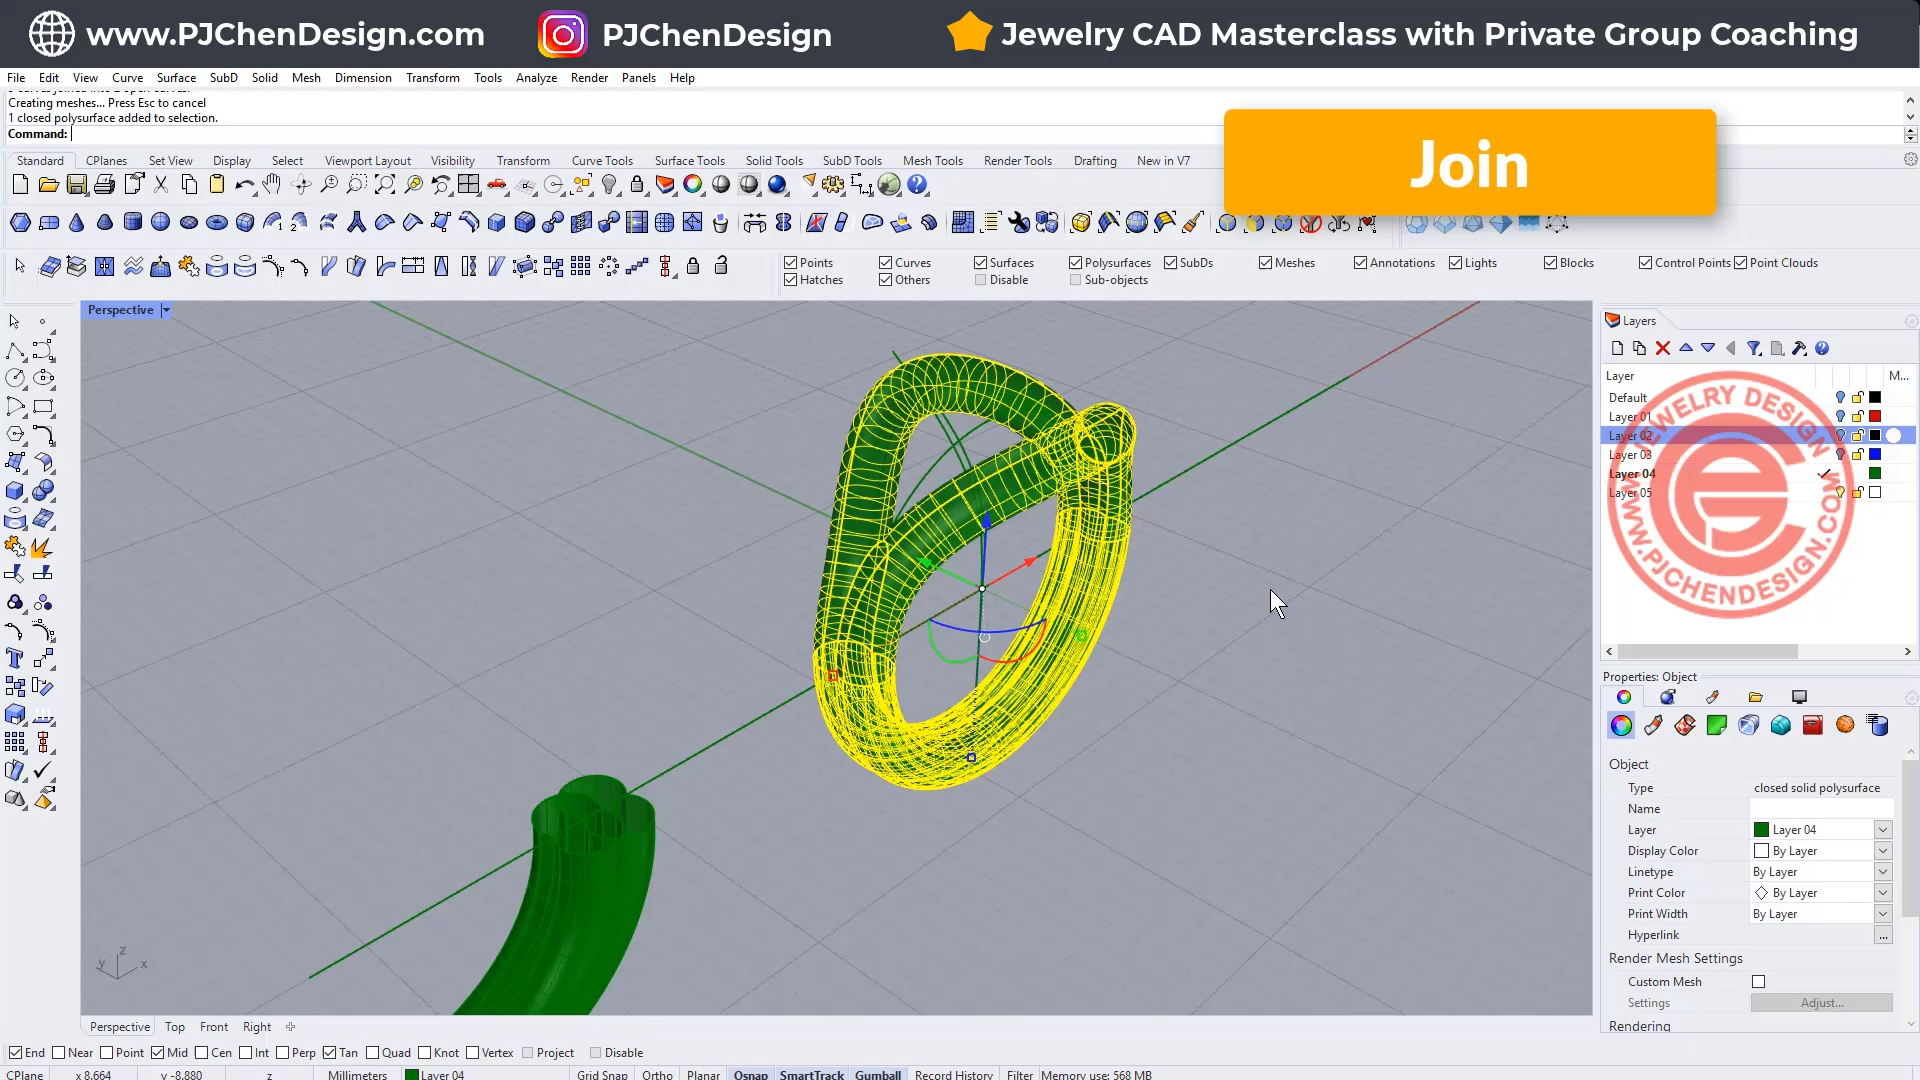 www.PJChenDesign.com PJChenDesign Jewelry CAD Masterclass with Private Group Coaching
File Edit View Curve Surface SubD Solid Mesh Dimension Transform Tools Analyze Render Panels Help
Creating meshes... Press Esc to cancel
1 closed polysurface added to selection.
Command:
Join
Standard CPlanes Set View Display Select Viewport Layout Visibility Transform Curve Tools Surface Tools Solid Tools SubD Tools Mesh Tools Render Tools Drafting New in V7
Points Curves Surfaces Polysurfaces SubDs Meshes Annotations Lights Blocks Control Points Point Clouds
Hatches Others Disable Sub-objects
Perspective
Layers
Layer M...
Default
Layer 01
Layer 02
Layer 03
Layer 04
Layer 05
JEWELRY DESIGN
WWW.PJCHENDESIGN.COM
Properties: Object
Object
Type closed solid polysurface
Name
Layer Layer 04
Display Color By Layer
Linetype By Layer
Print Color By Layer
Print Width By Layer
Hyperlink ...
Render Mesh Settings
Custom Mesh
Settings Adjust...
Rendering
z
y x
Perspective Top Front Right
End Near Point Mid Cen Int Perp Tan Quad Knot Vertex Project Disable
CPlane x 8.664 y -8.880 z Millimeters Layer 04 Grid Snap Ortho Planar Osnap SmartTrack Gumball Record History Filter Memory use: 568 MB